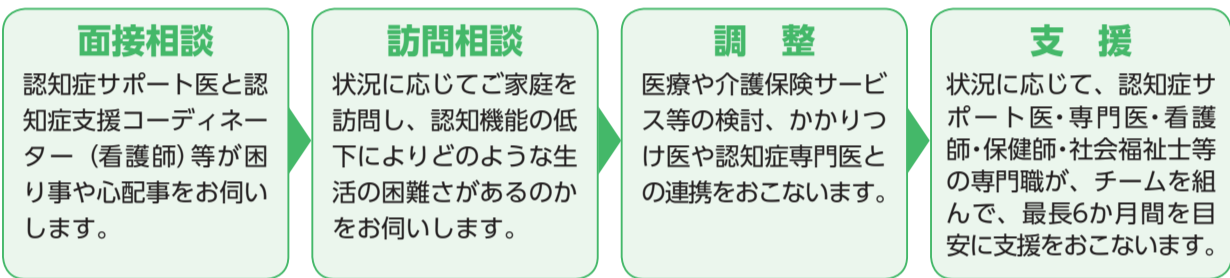 面接相談
認知症サポート医と認
知症支援コーディネー
ター（看護師）等が困
り事や心配事をお伺い
します。
訪問相談
状況に応じてご家庭を
訪問し、認知機能の低
下によりどのような生
活の困難さがあるのか
をお伺いします。
調　整
医療や介護保険サービ
ス等の検討、かかりつ
け医や認知症専門医と
の連携をおこないます。
支　援
状況に応じて、認知症サ
ポート医・専門医・看護
師・保健師・社会福祉士等
の専門職が、チームを組
んで、最長6か月間を目
安に支援をおこないます。